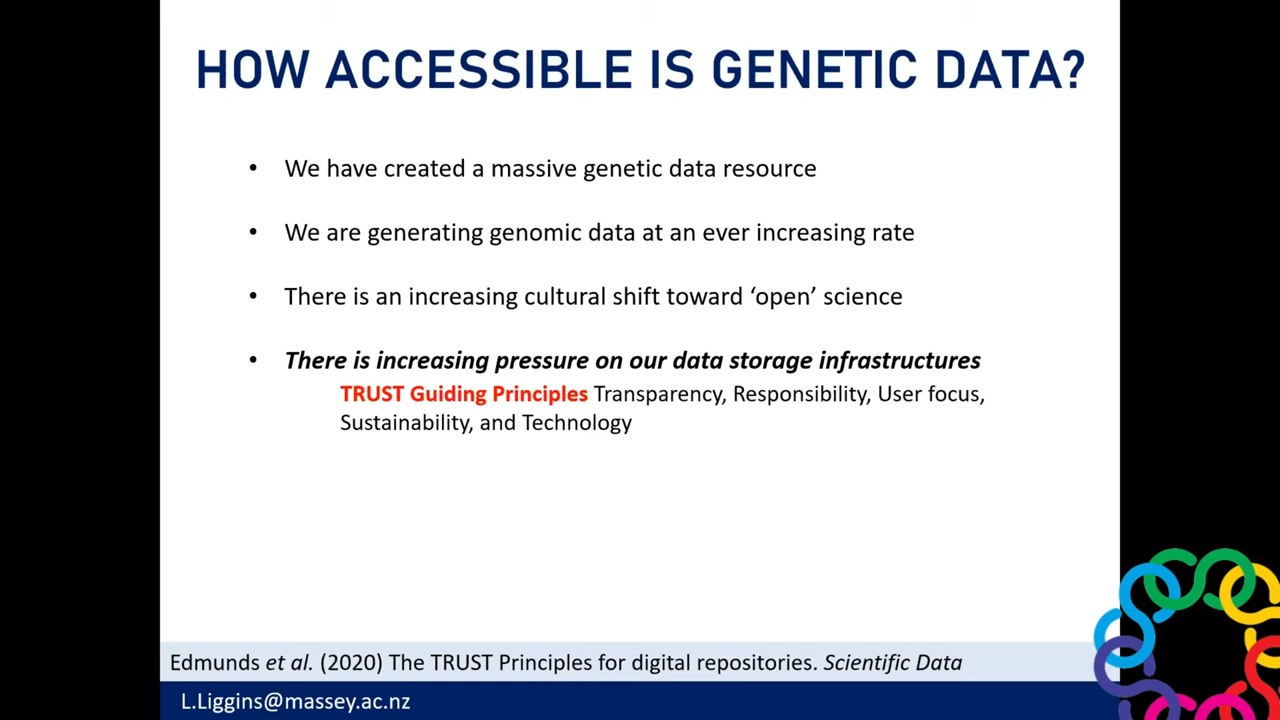 HOW ACCESSIBLE IS GENETIC DATA?
• We have created a massive genetic data resource
• We are generating genomic data at an ever increasing rate
• There is an increasing cultural shift toward ‘open’ science
• There is increasing pressure on our data storage infrastructures
TRUST Guiding Principles Transparency, Responsibility, User focus,
Sustainability, and Technology
Edmunds et al. (2020) The TRUST Principles for digital repositories. Scientific Data
L.Liggins@massey.ac.nz